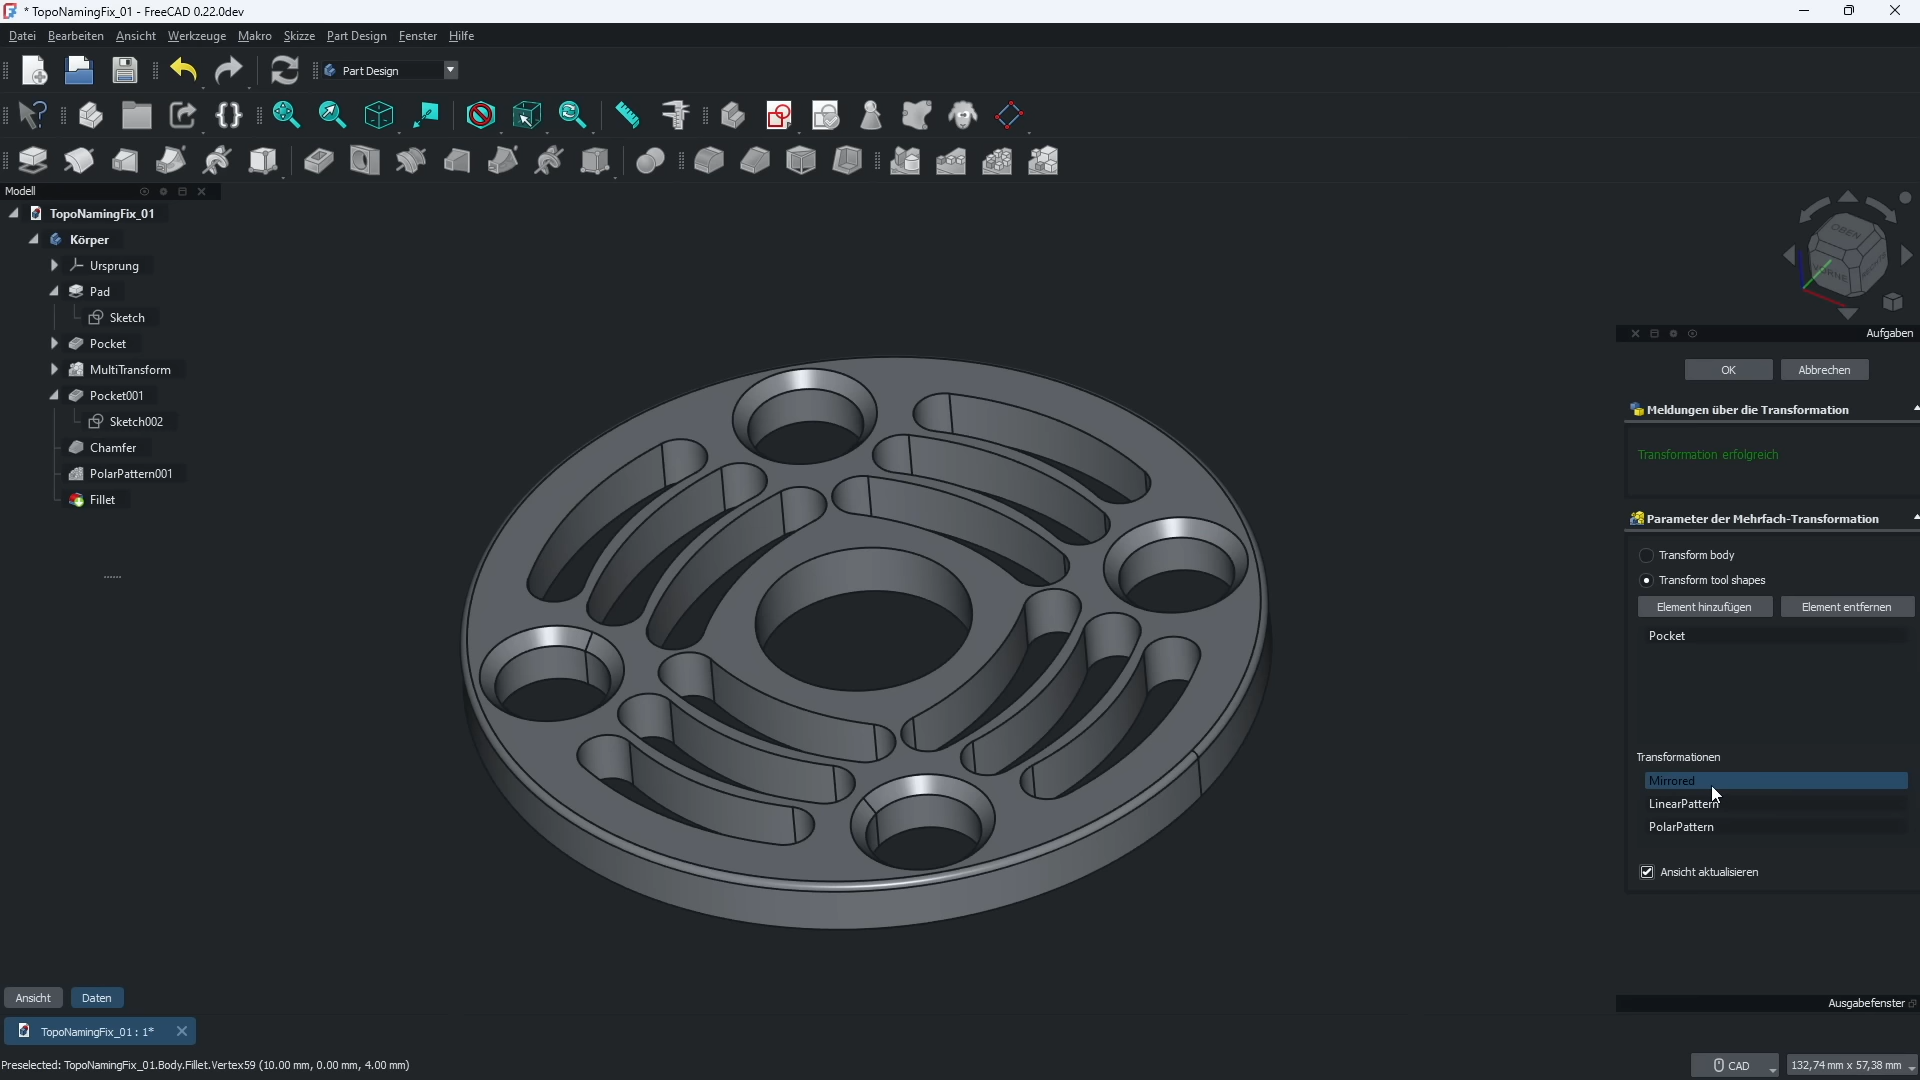 * TopoNamingFix_01 - FreeCAD 0.22.0dev
Datei Bearbeiten Ansicht Werkzeuge Makro Skizze Part Design Fenster Hilfe
Part Design
Modell
TopoNamingFix_01
Körper
Ursprung
Pad
Sketch
Pocket
MultiTransform
Pocket001
Sketch002
Chamfer
PolarPattern001
Fillet
OBEN
VORNE
Aufgaben
OK Abbrechen
Meldungen über die Transformation
Transformation erfolgreich
Parameter der Mehrfach-Transformation
Transform body
Transform tool shapes
Element hinzufügen Element entfernen
Pocket
Transformationen
Mirrored
LinearPattern
PolarPattern
Ansicht aktualisieren
Ansicht Daten
Ausgabefenster
TopoNamingFix_01 : 1*
Preselected: TopoNamingFix_01.Body.Fillet.Vertex59 (10.00 mm, 0.00 mm, 4.00 mm)
CAD
132,74 mm x 57,38 mm